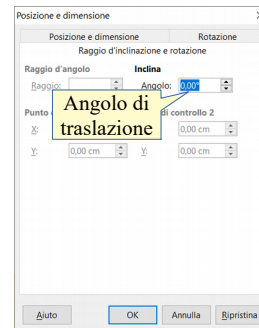 Posizione e dimensione
Posizione e dimensione Rotazione
Raggio d'inclinazione e rotazione
Raggio d'angolo Inclina
Raggio: Angolo: 0,00°
Angolo di
traslazione
Punto di controllo 2
X: 0,00 cm
Y: 0,00 cm Y: 0,00 cm
Aiuto OK Annulla Ripristina